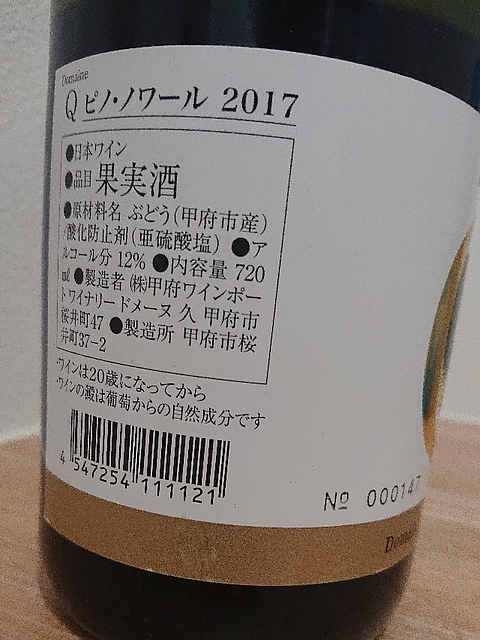 Domaine
Q ピノ・ノワール 2017
●日本ワイン
●品目 果実酒
●原材料名 ぶどう(甲府市産)
/酸化防止剤(亜硫酸塩) ●ア
ルコール分 12% ●内容量 720
ml ●製造者 ㈱甲府ワインポー
トワイナリー ドメーヌ 久 甲府市
桜井町47 ●製造所 甲府市桜
井町37-2
・ワインは20歳になってから
・ワインの澱は葡萄からの自然成分です
4 547254 111121
№ 000147